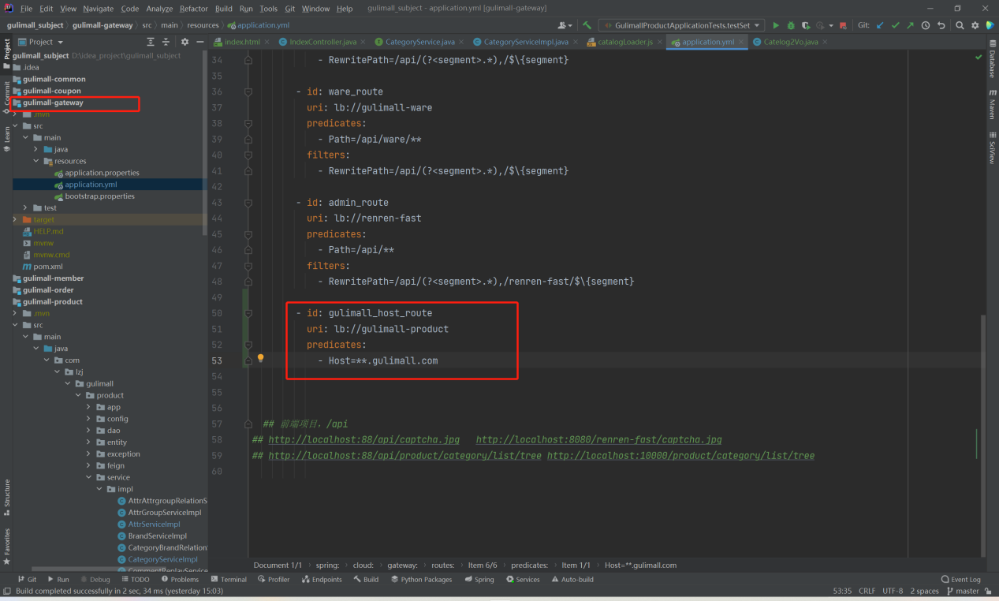 File Edit View Navigate Code Analyze Refactor Build Run Tools Git Window Help gulimall_subject - application.yml [gulimall-gateway]
gulimall_subject gulimall-gateway src main resources application.yml GulimallProductApplicationTests.testSet Git:
Project index.html IndexController.java CategoryService.java CategoryServiceImpl.java catalogLoader.js application.yml Catelog2Vo.java
gulimall_subject D:\idea_project\gulimall_subject
.idea
gulimall-common
gulimall-coupon
gulimall-gateway
.mvn
src
main
java
resources
application.properties
application.yml
bootstrap.properties
test
target
HELP.md
mvnw
mvnw.cmd
pom.xml
gulimall-member
gulimall-order
gulimall-product
.mvn
src
main
java
com
lzj
gulimall
product
app
config
dao
entity
exception
feign
service
impl
AttrAttrgroupRelationS
AttrGroupServiceImpl
AttrServiceImpl
BrandServiceImpl
CategoryBrandRelation
CategoryServiceImpl
CommentReplayService
34 - RewritePath=/api/(?<segment>.*),/$\{segment}
35
36 - id: ware_route
37 uri: lb://gulimall-ware
38 predicates:
39 - Path=/api/ware/**
40 filters:
41 - RewritePath=/api/(?<segment>.*),/$\{segment}
42
43 - id: admin_route
44 uri: lb://renren-fast
45 predicates:
46 - Path=/api/**
47 filters:
48 - RewritePath=/api/(?<segment>.*),/renren-fast/$\{segment}
49
50 - id: gulimall_host_route
51 uri: lb://gulimall-product
52 predicates:
53 - Host=**.gulimall.com
54
55
56
57 ## 前端项目. /api
58 ## http://localhost:88/api/captcha.jpg http://localhost:8080/renren-fast/captcha.jpg
59 ## http://localhost:88/api/product/category/list/tree http://localhost:10000/product/category/list/tree
60
Project
Commit
Learn
Structure
Favorites
Database
Maven
SciView
Document 1/1 spring: cloud: gateway: routes: Item 6/6 predicates: Item 1/1 Host=**.gulimall.com
Git Run Debug TODO Problems Terminal Profiler Endpoints Build Python Packages Spring Services Auto-build Event Log
Build completed successfully in 2 sec, 34 ms (yesterday 15:03) 53:35 CRLF UTF-8 2 spaces master